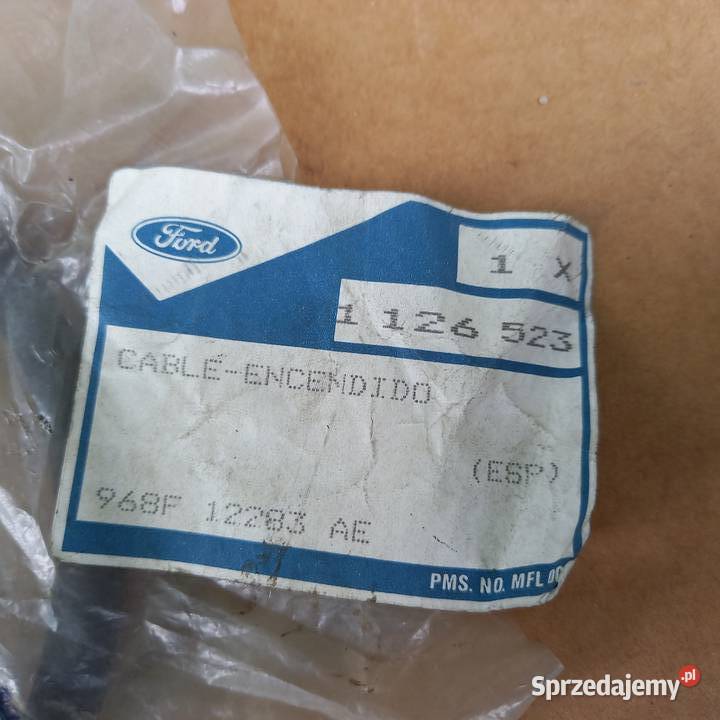 Ford
1 X
1 126 523
CABLE-ENCENDIDO
(ESP)
968F 12283 AE
PMS. NO. MFL
Sprzedajemy.pl